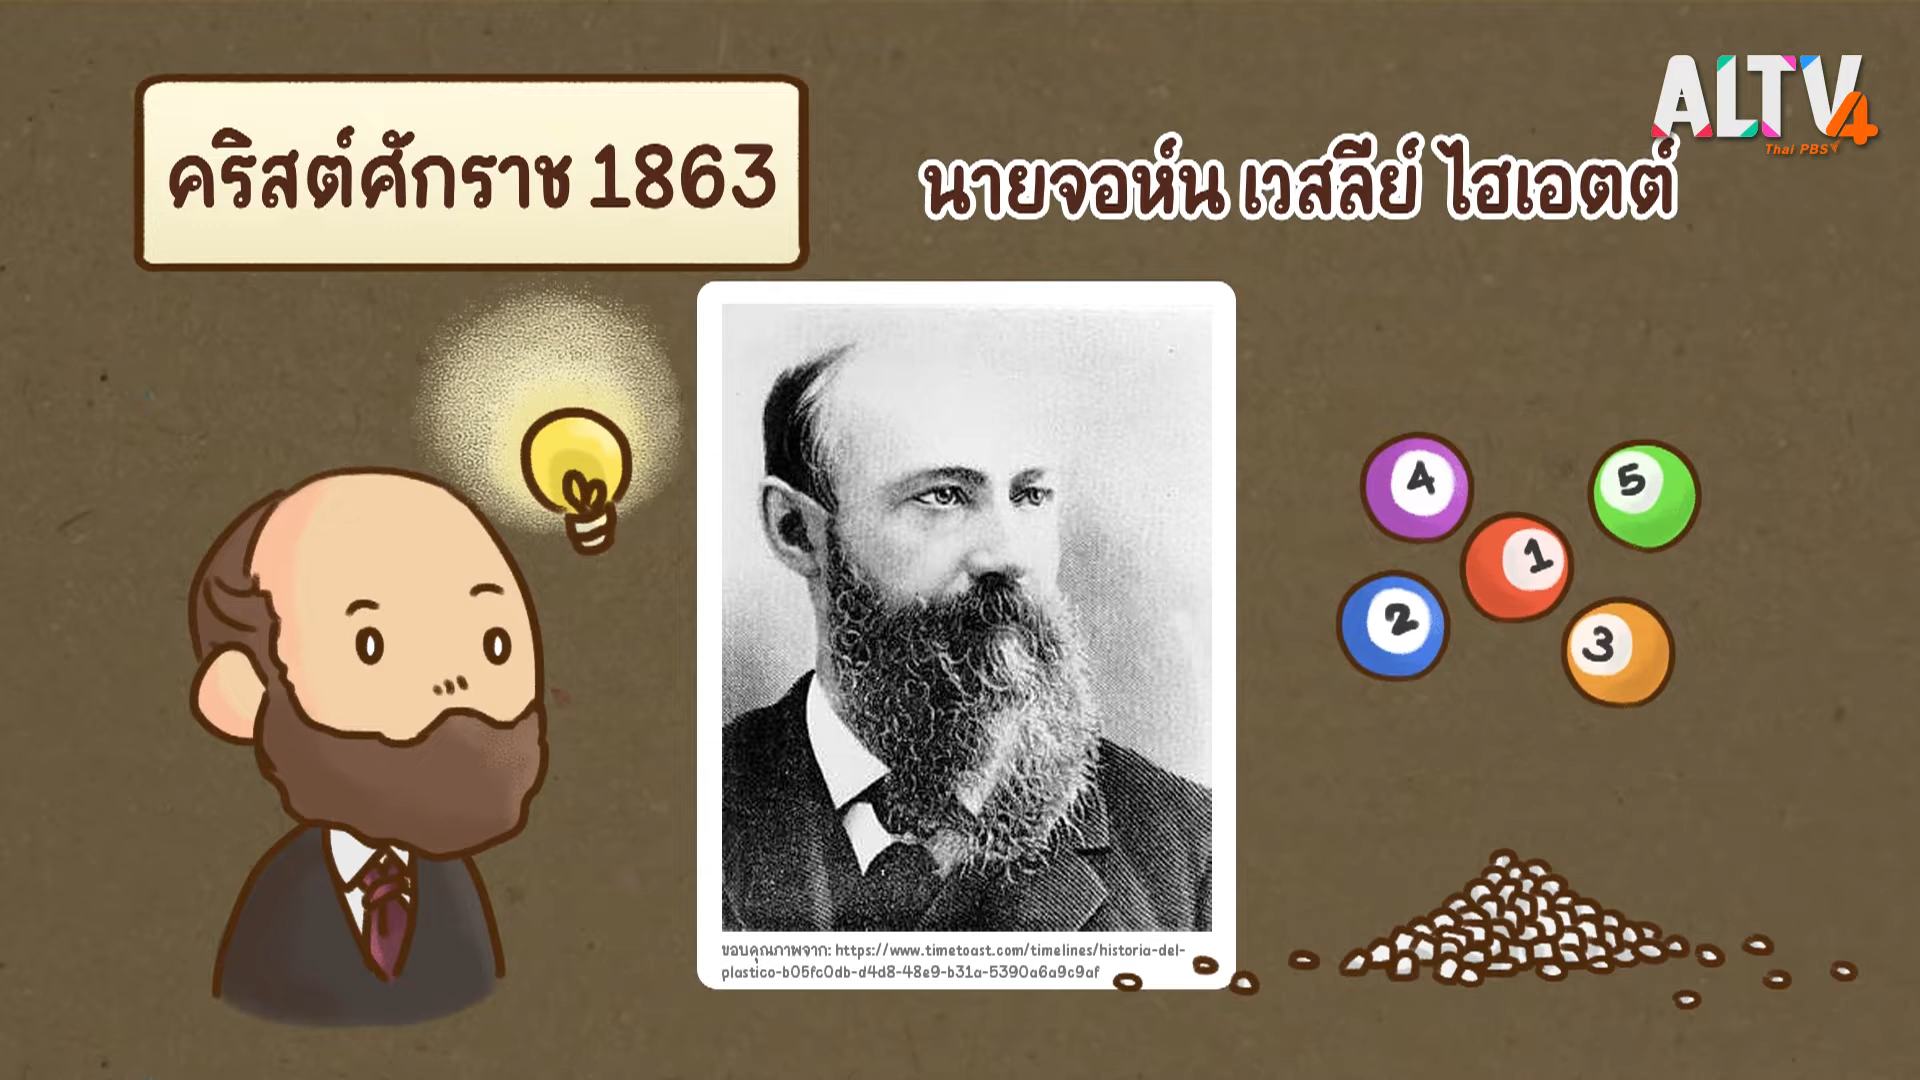 คริสต์ศักราช 1863
นายจอห์น เวสลีย์ ไฮเอตต์
ALTV4
Thai PBS
4
5
1
2
3
ขอบคุณภาพจาก: https://www.timetoast.com/timelines/historia-del-
plastico-b05fc0db-d4d8-48e9-b31a-5390a6a9c9af